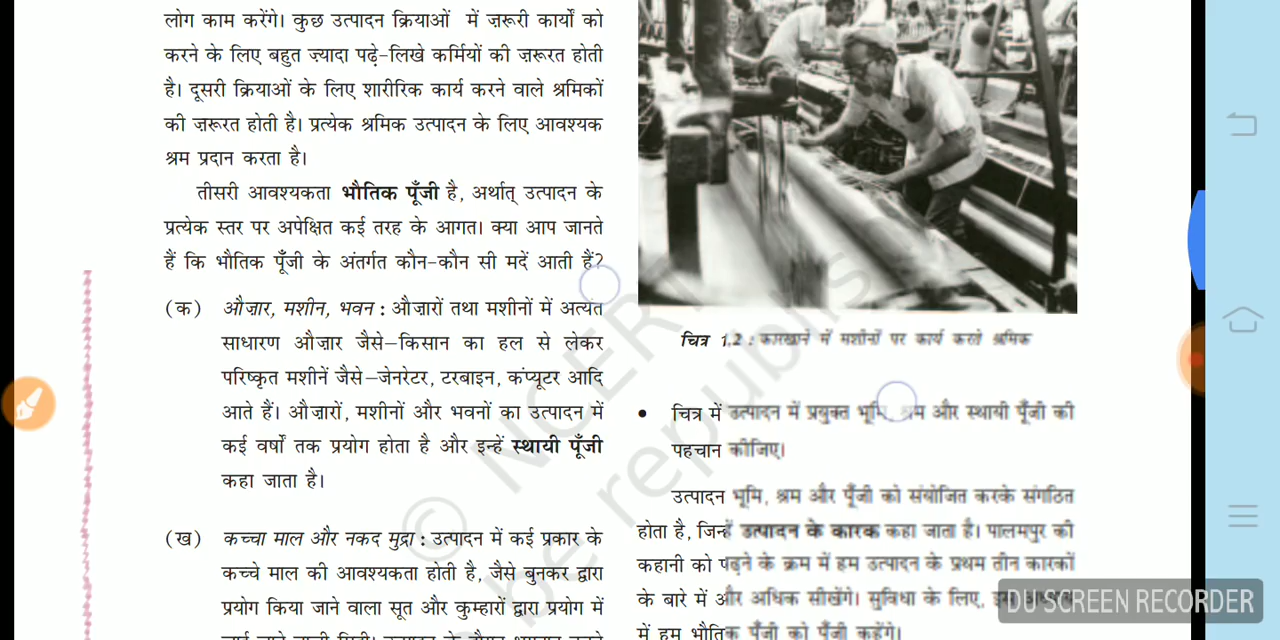 लोग काम करेंगे। कुछ उत्पादन क्रियाओं में ज़रूरी कार्यों को
करने के लिए बहुत ज़्यादा पढ़े-लिखे कर्मियों की ज़रूरत होती
है। दूसरी क्रियाओं के लिए शारीरिक कार्य करने वाले श्रमिकों
की ज़रूरत होती है। प्रत्येक श्रमिक उत्पादन के लिए आवश्यक
श्रम प्रदान करता है।
तीसरी आवश्यकता भौतिक पूँजी है, अर्थात् उत्पादन के
प्रत्येक स्तर पर अपेक्षित कई तरह के आगत। क्या आप जानते
हैं कि भौतिक पूँजी के अंतर्गत कौन-कौन सी मदें आती हैं?
(क) औज़ार, मशीन, भवन : औज़ारों तथा मशीनों में अत्यंत
साधारण औज़ार जैसे–किसान का हल से लेकर
परिष्कृत मशीनें जैसे–जेनरेटर, टरबाइन, कंप्यूटर आदि
आते हैं। औज़ारों, मशीनों और भवनों का उत्पादन में
कई वर्षों तक प्रयोग होता है और इन्हें स्थायी पूँजी
कहा जाता है।
(ख) कच्चा माल और नकद मुद्रा : उत्पादन में कई प्रकार के
कच्चे माल की आवश्यकता होती है, जैसे बुनकर द्वारा
प्रयोग किया जाने वाला सूत और कुम्हारों द्वारा प्रयोग में
चित्र 1.2 : कारखाने में मशीनों पर कार्य करते श्रमिक
• चित्र में उत्पादन में प्रयुक्त भूमि, श्रम और स्थायी पूँजी की
पहचान कीजिए।
उत्पादन भूमि, श्रम और पूँजी को संयोजित करके संगठित
होता है, जिन्हें उत्पादन के कारक कहा जाता है। पालमपुर की
कहानी को पढ़ने के क्रम में हम उत्पादन के प्रथम तीन कारकों
के बारे में और अधिक सीखेंगे। सुविधा के लिए,
में हम भौतिक पूँजी को पूँजी कहेंगे।
© NCERT
be republis
DU SCREEN RECORDER